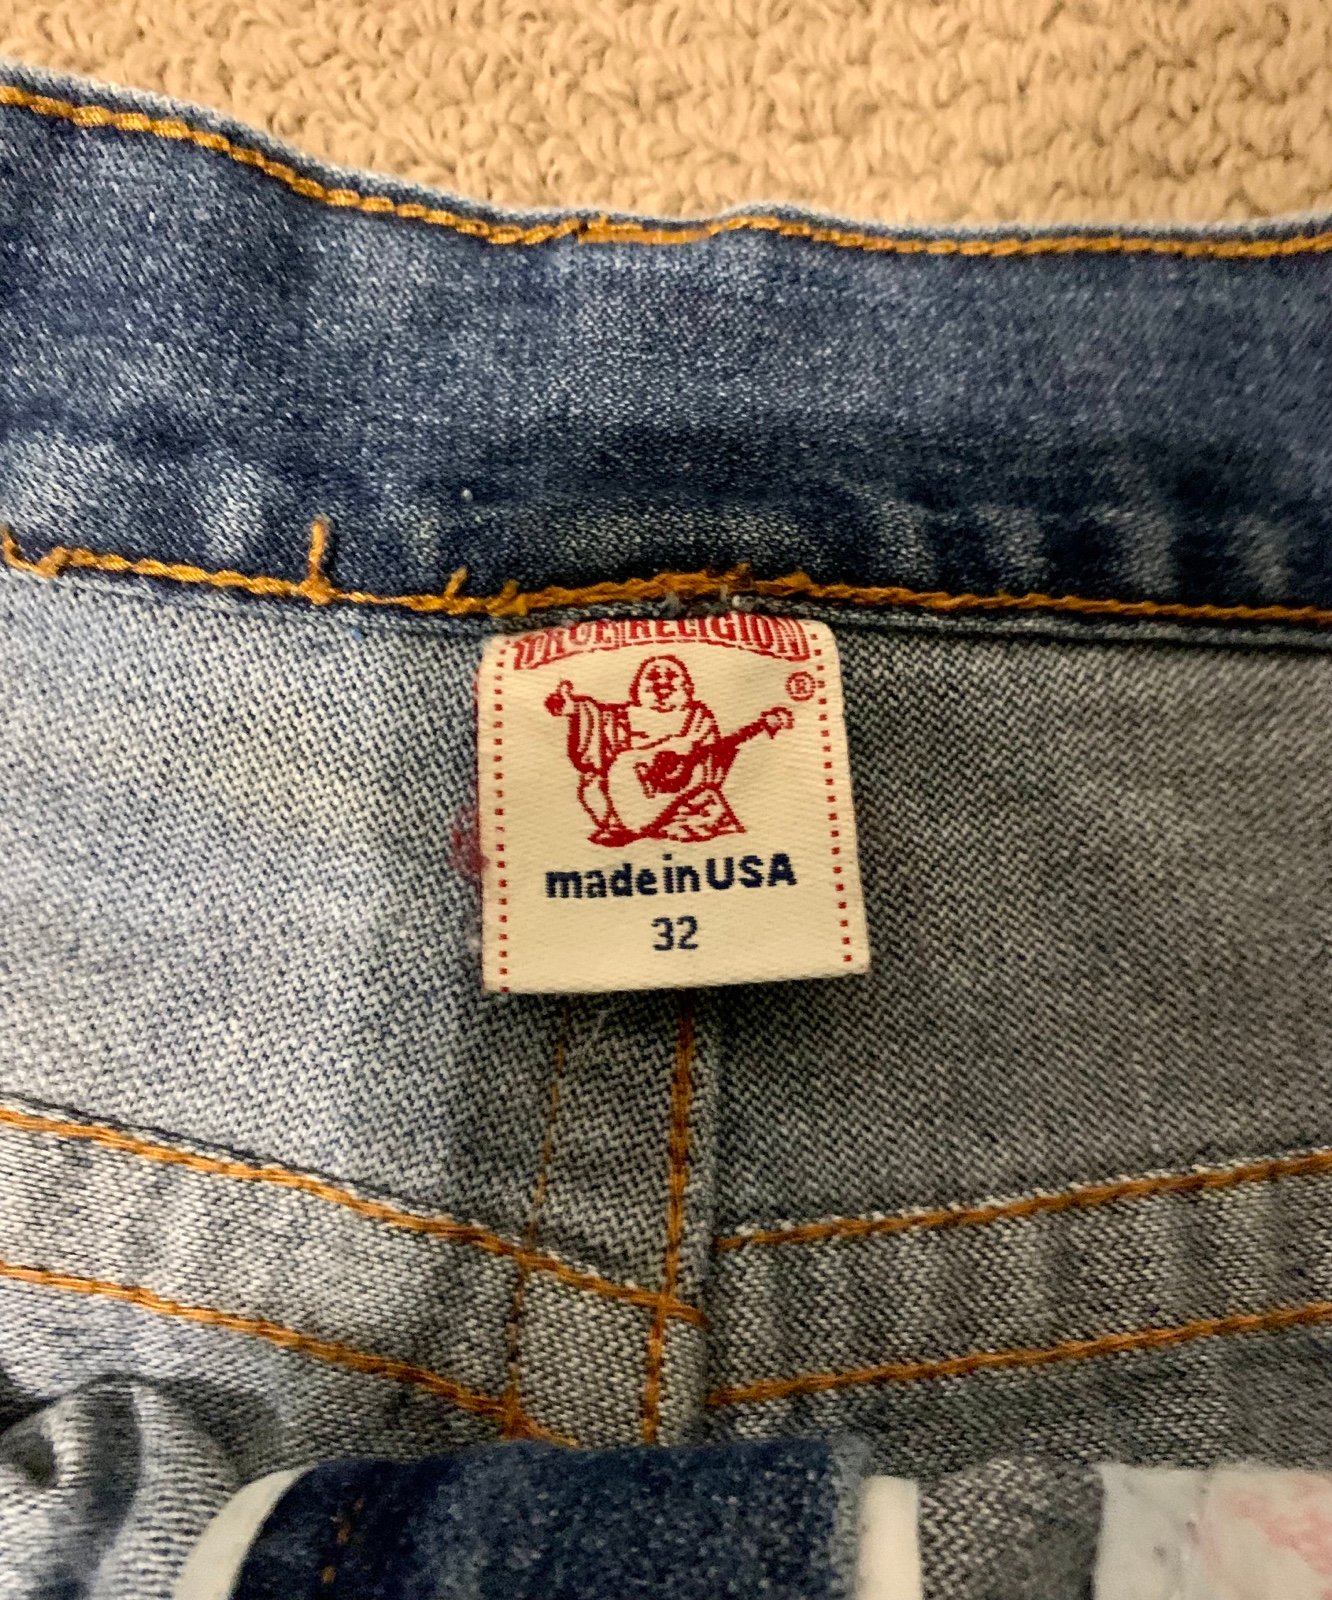 TRUE RELIGION
®
made in USA
32